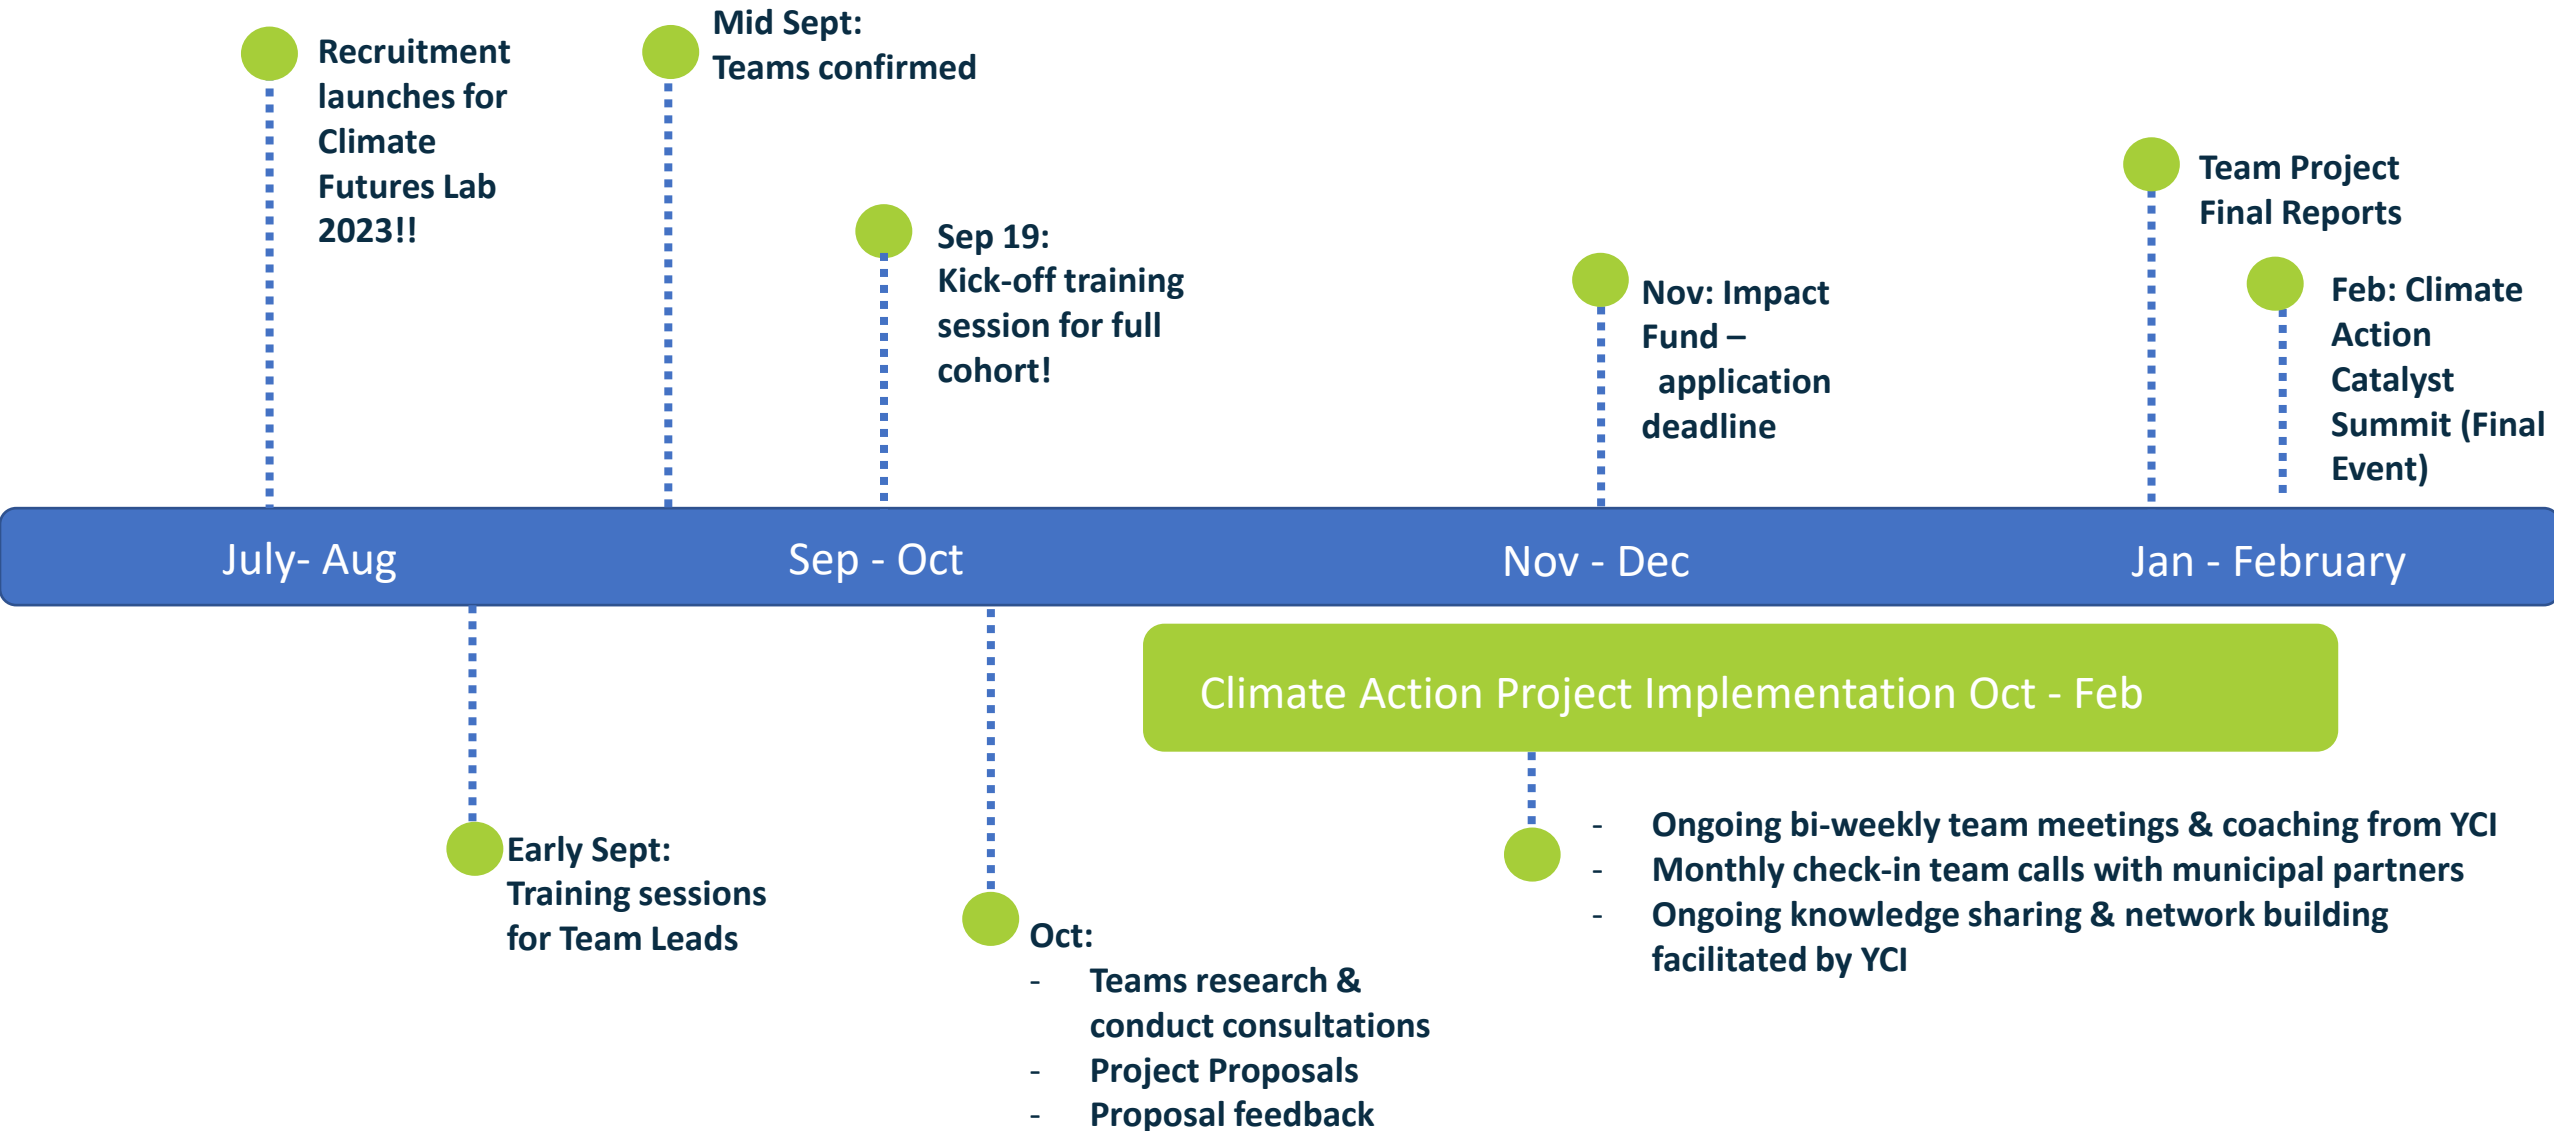 Recruitment
launches for
Climate
Futures Lab
2023!!
Mid Sept:
Teams confirmed
Sep 19:
Kick-off training
session for full
cohort!
Nov: Impact
Fund –
application
deadline
Team Project
Final Reports
Feb: Climate
Action
Catalyst
Summit (Final
Event)
July- Aug
Sep - Oct
Nov - Dec
Jan - February
Climate Action Project Implementation Oct - Feb
Early Sept:
Training sessions
for Team Leads
Oct:
- Teams research &
conduct consultations
- Project Proposals
- Proposal feedback
- Ongoing bi-weekly team meetings & coaching from YCI
- Monthly check-in team calls with municipal partners
- Ongoing knowledge sharing & network building
facilitated by YCI